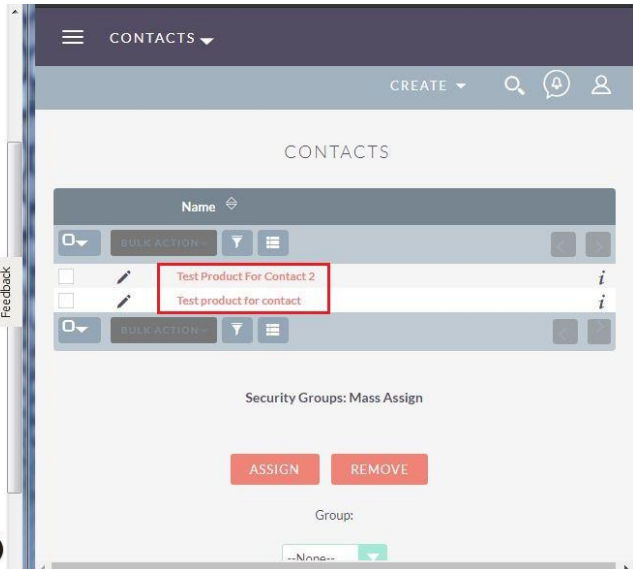 CONTACTS
CREATE
CONTACTS
Name
BULK ACTION
Test Product For Contact 2
i
Test product for contact
i
BULK ACTION
Feedback
Security Groups: Mass Assign
ASSIGN REMOVE
Group:
--None--